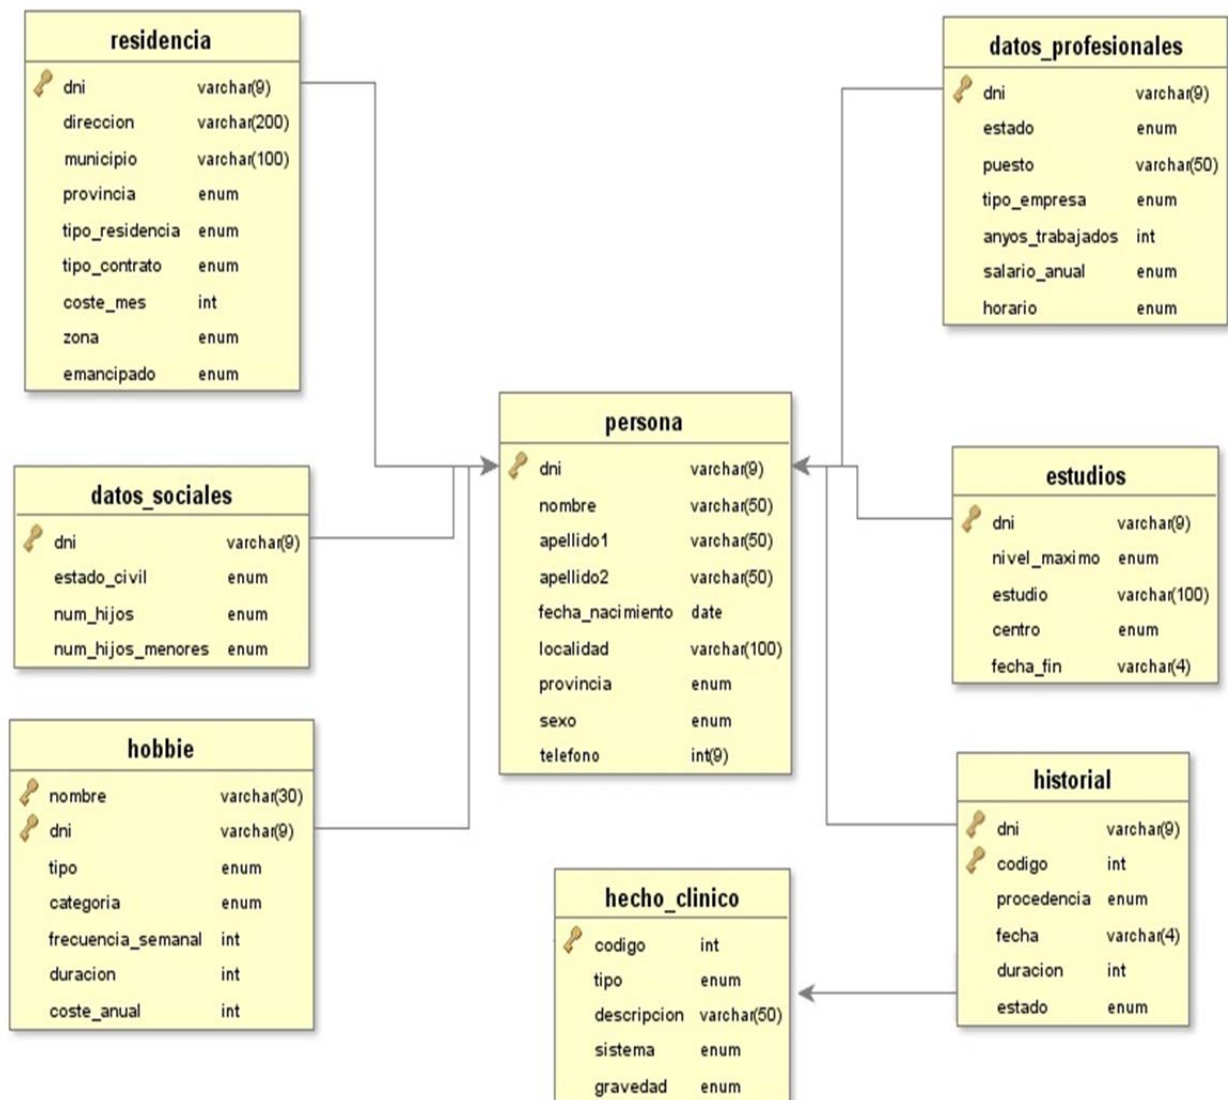 residencia
dni varchar(9)
direccion varchar(200)
municipio varchar(100)
provincia enum
tipo_residencia enum
tipo_contrato enum
coste_mes int
zona enum
emancipado enum
datos_sociales
dni varchar(9)
estado_civil enum
num_hijos enum
num_hijos_menores enum
hobbie
nombre varchar(30)
dni varchar(9)
tipo enum
categoria enum
frecuencia_semanal int
duracion int
coste_anual int
persona
dni varchar(9)
nombre varchar(50)
apellido1 varchar(50)
apellido2 varchar(50)
fecha_nacimiento date
localidad varchar(100)
provincia enum
sexo enum
telefono int(9)
hecho_clinico
codigo int
tipo enum
descripcion varchar(50)
sistema enum
gravedad enum
datos_profesionales
dni varchar(9)
estado enum
puesto varchar(50)
tipo_empresa enum
anyos_trabajados int
salario_anual enum
horario enum
estudios
dni varchar(9)
nivel_maximo enum
estudio varchar(100)
centro enum
fecha_fin varchar(4)
historial
dni varchar(9)
codigo int
procedencia enum
fecha varchar(4)
duracion int
estado enum